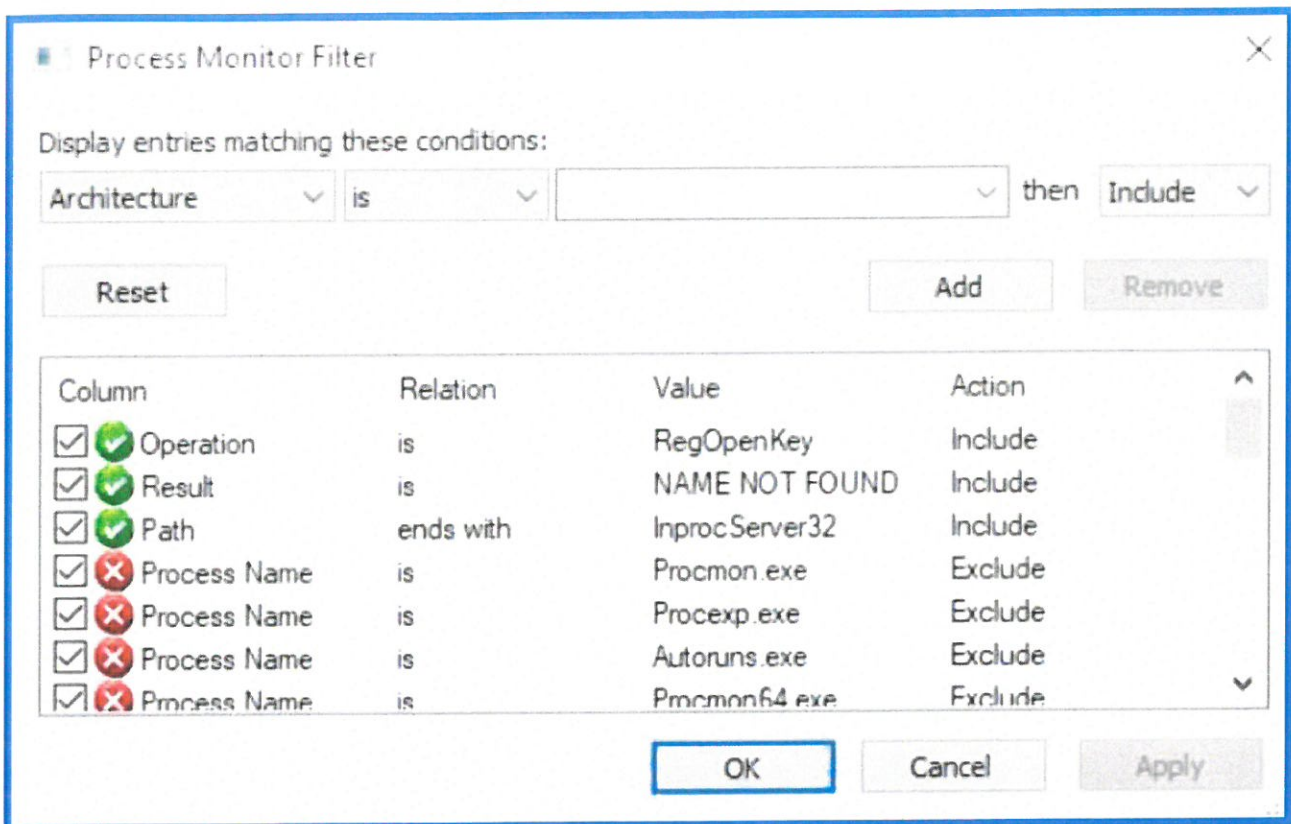 Process Monitor Filter
Display entries matching these conditions:
Architecture is then Include
Reset Add Remove
Column Relation Value Action
Operation is RegOpenKey Include
Result is NAME NOT FOUND Include
Path ends with InprocServer32 Include
Process Name is Procmon.exe Exclude
Process Name is Procexp.exe Exclude
Process Name is Autoruns.exe Exclude
Process Name is Procmon64.exe Exclude
OK Cancel Apply